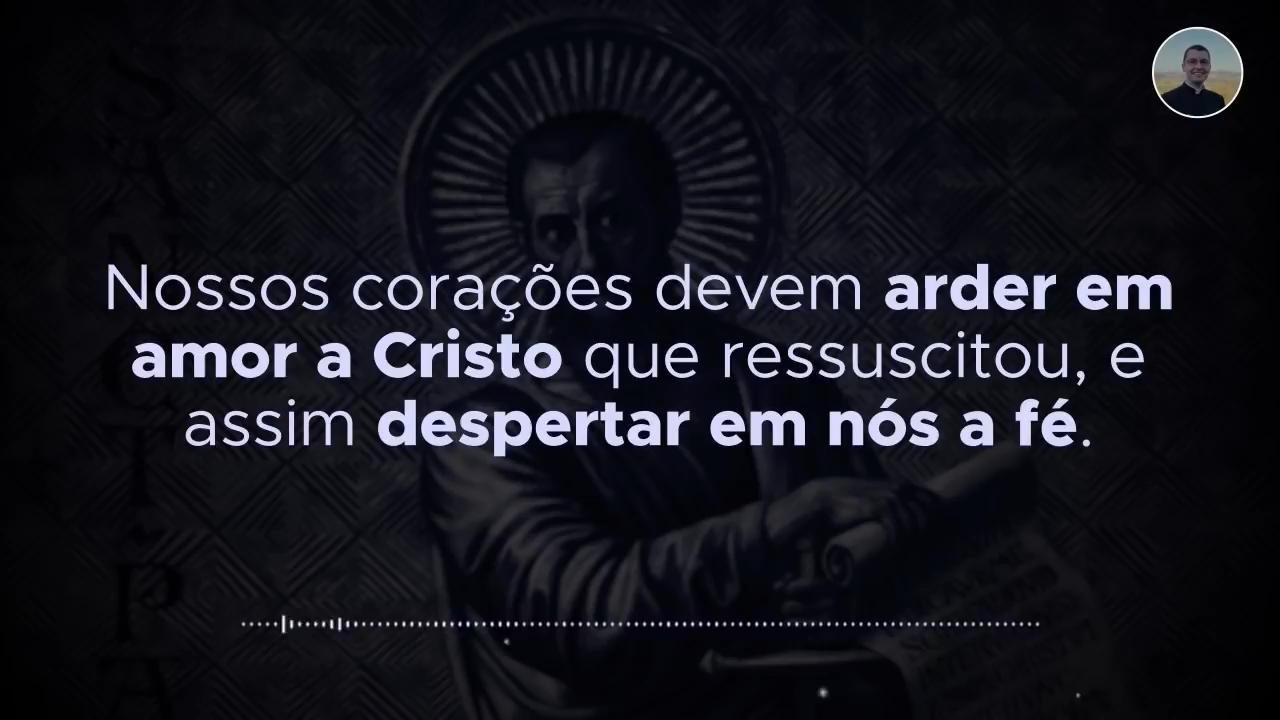 Nossos corações devem arder em
amor a Cristo que ressuscitou, e
assim despertar em nós a fé.